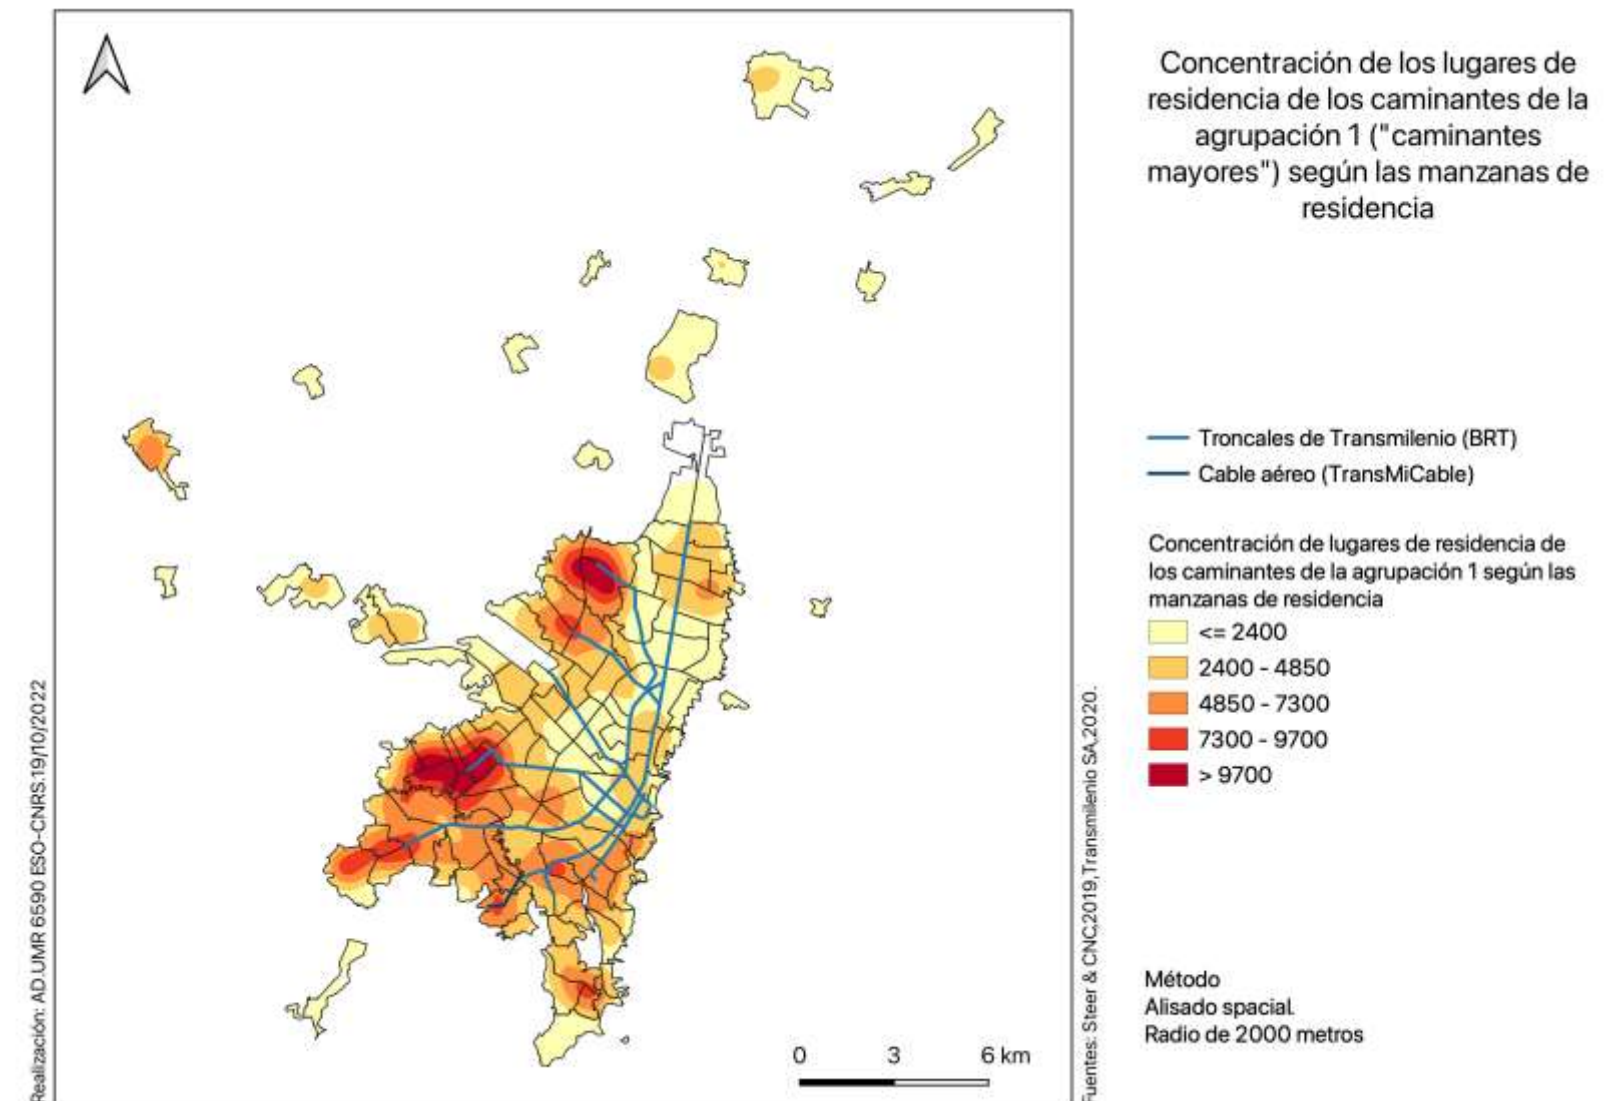 Concentración de los lugares de
residencia de los caminantes de la
agrupación 1 ("caminantes
mayores") según las manzanas de
residencia
Troncales de Transmilenio (BRT)
Cable aéreo (TransMiCable)
Concentración de lugares de residencia de
los caminantes de la agrupación 1 según las
manzanas de residencia
<= 2400
2400 - 4850
4850 - 7300
7300 - 9700
> 9700
Método
Alisado spacial.
Radio de 2000 metros
0 3 6 km
Realización: AD.UMR 6590 ESO-CNRS.19/10/2022
Fuentes: Steer & CNC,2019,Transmilenio SA,2020.